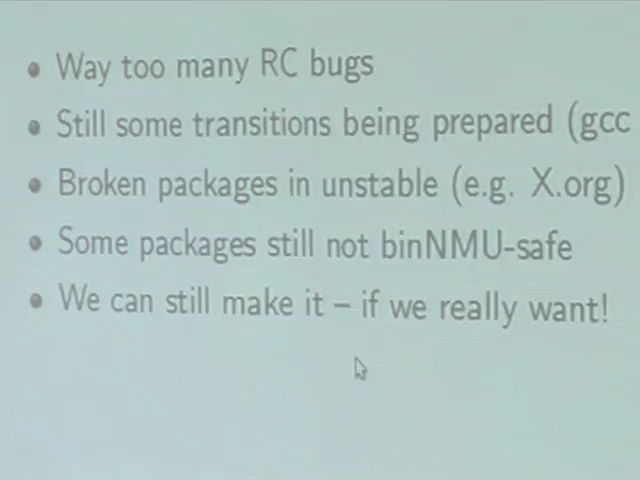 Way too many RC bugs
Still some transitions being prepared (gcc
Broken packages in unstable (e.g. X.org)
Some packages still not binNMU-safe
We can still make it – if we really want!